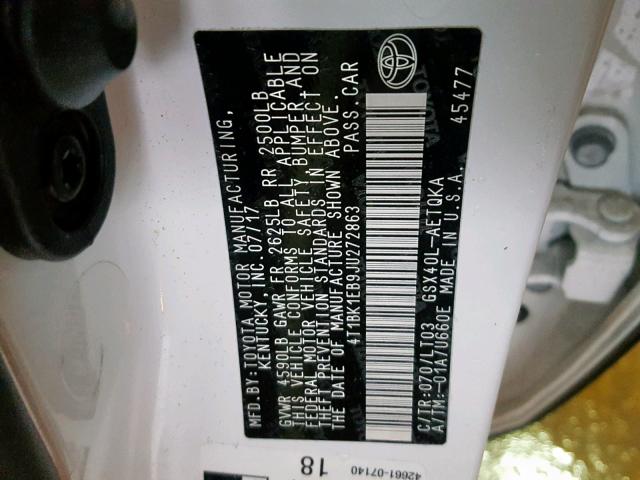 MFD.BY:TOYOTA MOTOR MANUFACTURING,
KENTUCKY, INC. 07/17
GVWR 4590LB GAWR FR 2625LB RR 2500LB
THIS VEHICLE CONFORMS TO ALL APPLICABLE
FEDERAL MOTOR VEHICLE SAFETY, BUMPER, AND
THEFT PREVENTION STANDARDS IN EFFECT ON
THE DATE OF MANUFACTURE SHOWN ABOVE.
4T1BK1EB9JU272863 PASS.CAR
C/TR:070/LT03 GSX40L-AETQKA 45477
A/TM:-01A/U660E MADE IN U.S.A.
TOYOTA
18
42661-07140